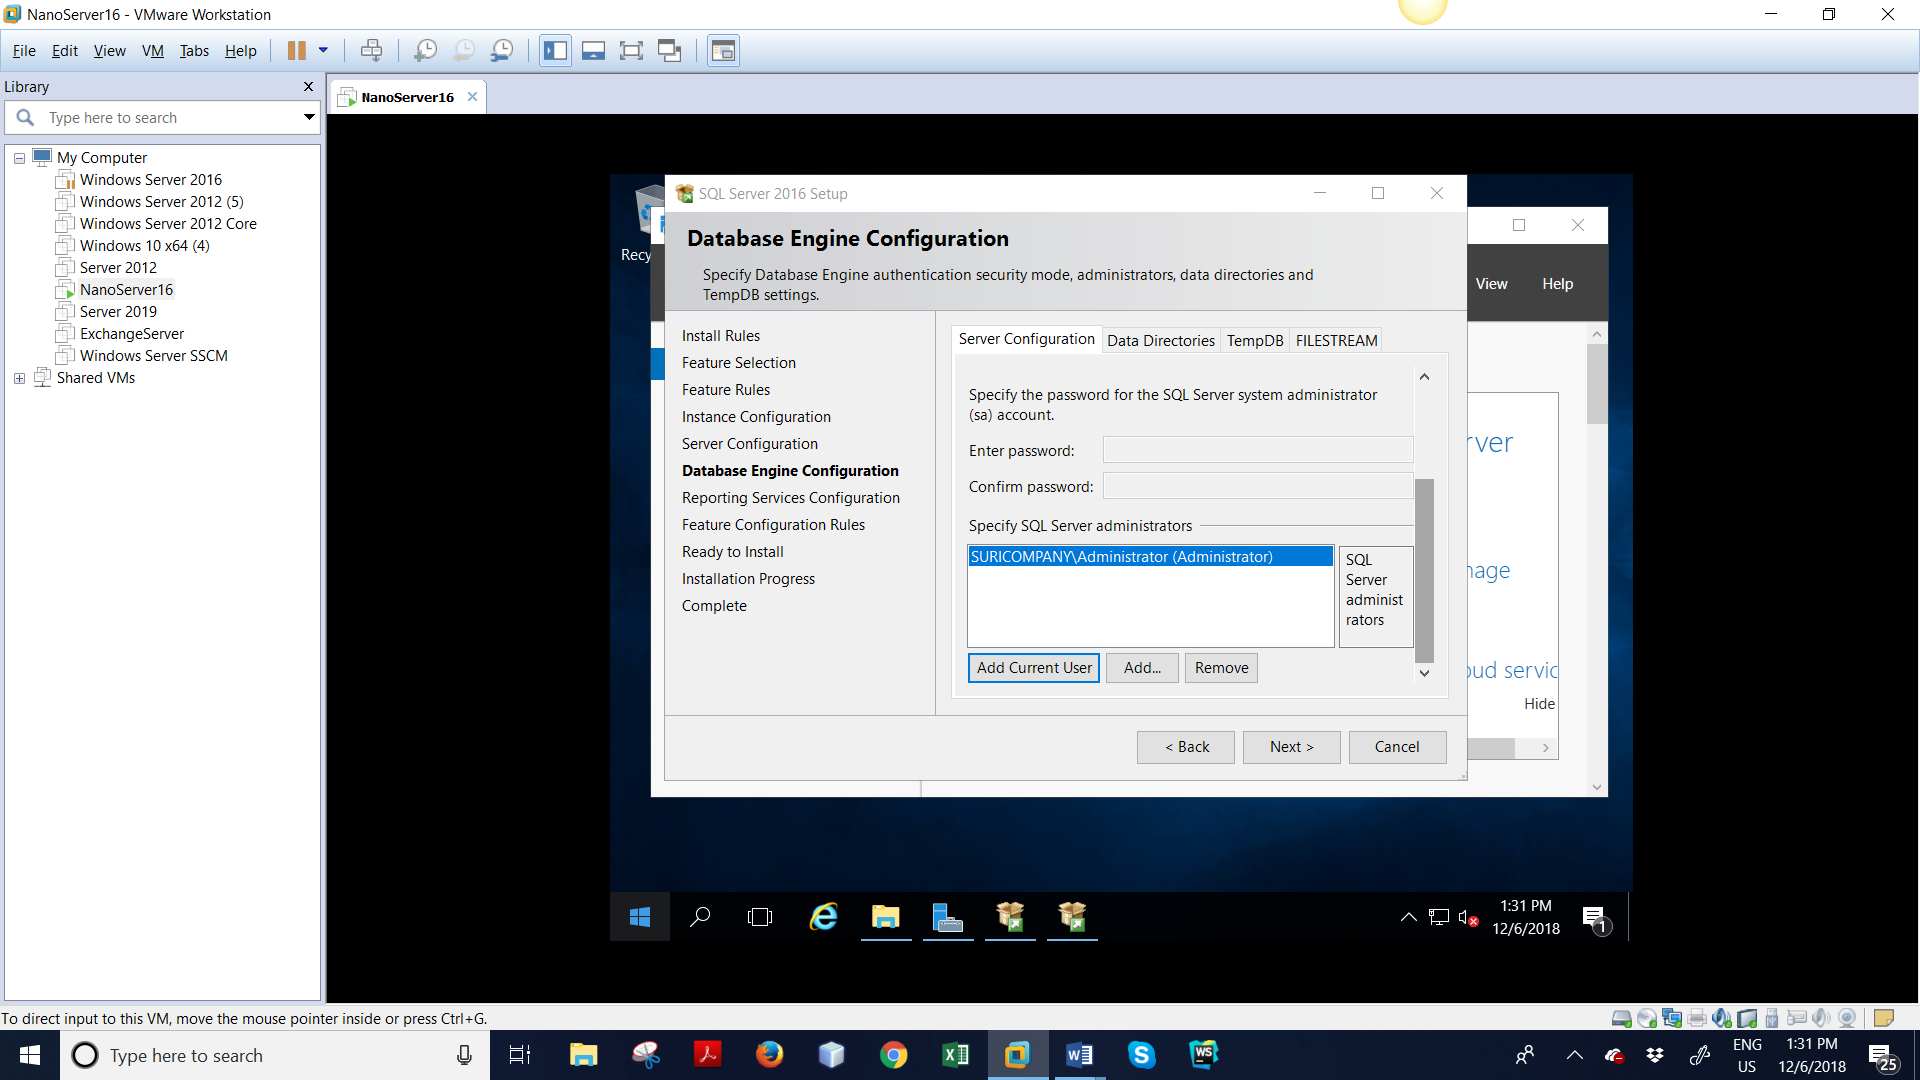 NanoServer16 - VMware Workstation
File Edit View VM Tabs Help
Library
Type here to search
My Computer
Windows Server 2016
Windows Server 2012 (5)
Windows Server 2012 Core
Windows 10 x64 (4)
Server 2012
NanoServer16
Server 2019
ExchangeServer
Windows Server SSCM
Shared VMs
NanoServer16
Recy
SQL Server 2016 Setup
Database Engine Configuration
Specify Database Engine authentication security mode, administrators, data directories and
TempDB settings.
View Help
Install Rules
Feature Selection
Feature Rules
Instance Configuration
Server Configuration
Database Engine Configuration
Reporting Services Configuration
Feature Configuration Rules
Ready to Install
Installation Progress
Complete
Server Configuration Data Directories TempDB FILESTREAM
Specify the password for the SQL Server system administrator
(sa) account.
Enter password:
Confirm password:
Specify SQL Server administrators
SURICOMPANY\Administrator (Administrator)
SQL
Server
administ
rators
Add Current User Add... Remove
< Back Next > Cancel
rver
nage
oud servic
Hide
1:31 PM
12/6/2018
1
To direct input to this VM, move the mouse pointer inside or press Ctrl+G.
Type here to search
WS
ENG
US
1:31 PM
12/6/2018
25